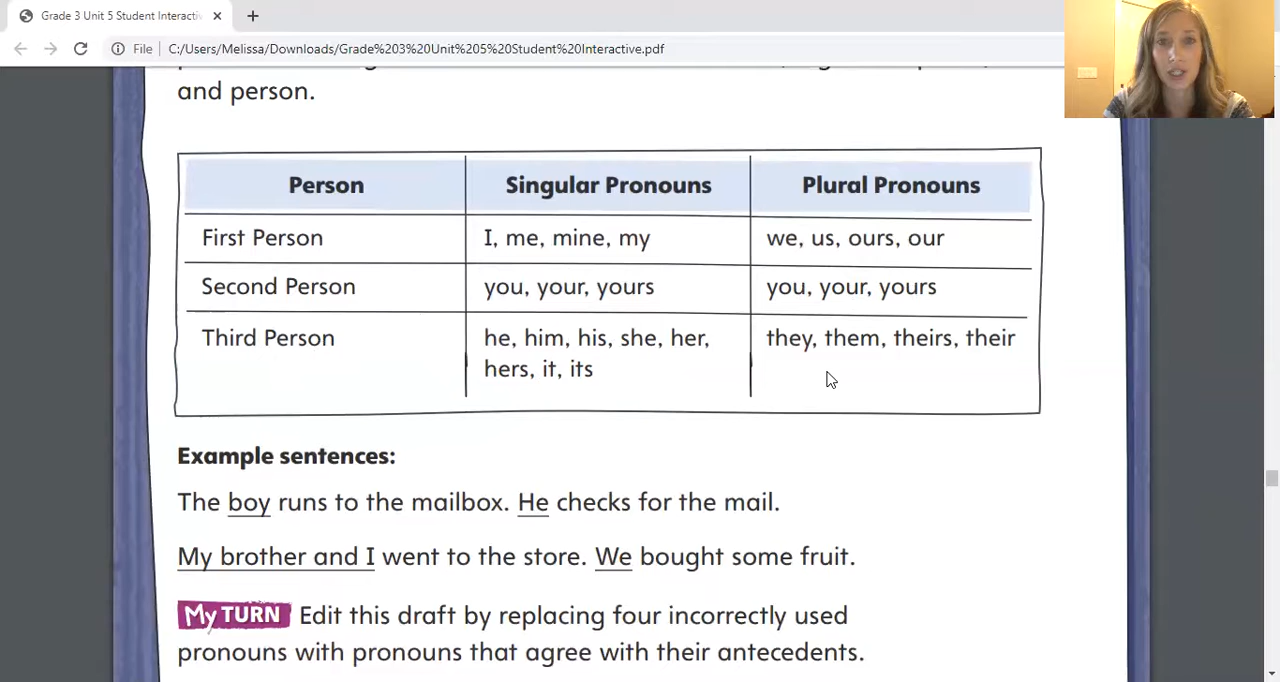 Grade 3 Unit 5 Student Interactiv
File C:/Users/Melissa/Downloads/Grade%203%20Unit%205%20Student%20Interactive.pdf
and person.
Person Singular Pronouns Plural Pronouns
First Person I, me, mine, my we, us, ours, our
Second Person you, your, yours you, your, yours
Third Person he, him, his, she, her, they, them, theirs, their
hers, it, its
Example sentences:
The boy runs to the mailbox. He checks for the mail.
My brother and I went to the store. We bought some fruit.
My TURN Edit this draft by replacing four incorrectly used
pronouns with pronouns that agree with their antecedents.